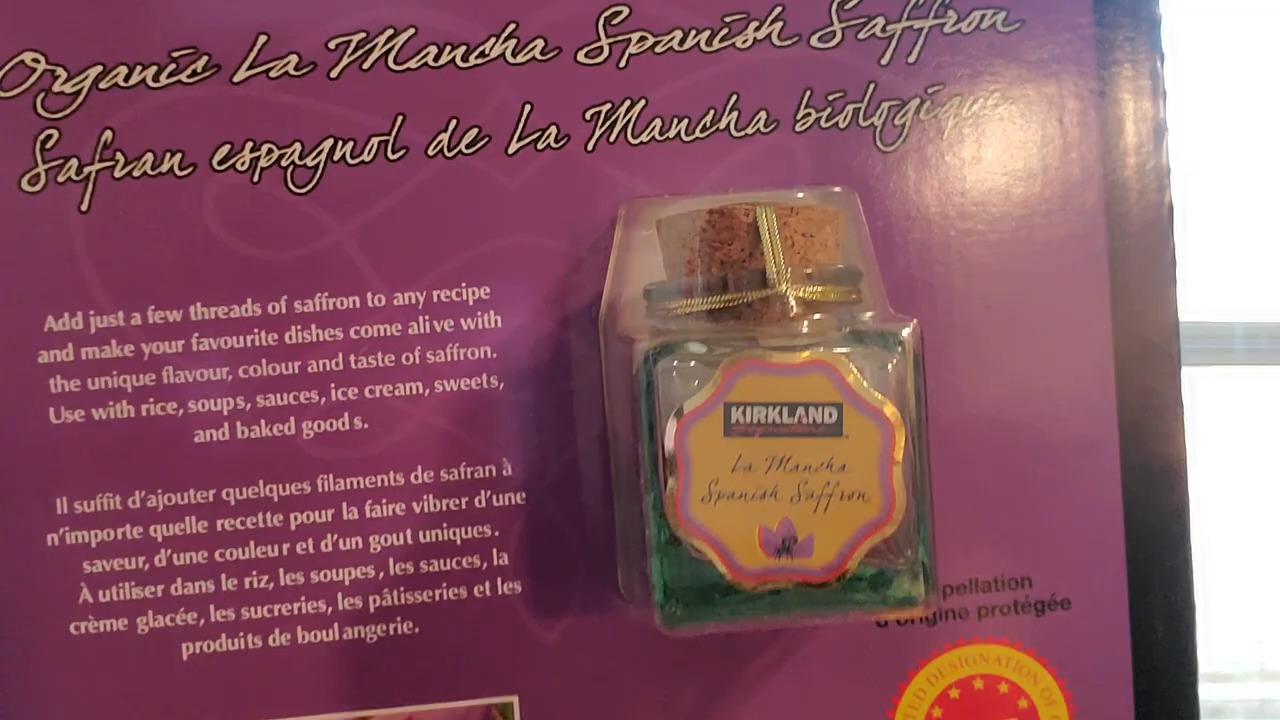 Organic La Mancha Spanish Saffron
Safran espagnol de La Mancha biologique
Add just a few threads of saffron to any recipe
and make your favourite dishes come alive with
the unique flavour, colour and taste of saffron.
Use with rice, soups, sauces, ice cream, sweets,
and baked goods.
Il suffit d'ajouter quelques filaments de safran à
n'importe quelle recette pour la faire vibrer d'une
saveur, d'une couleur et d'un gout uniques.
À utiliser dans le riz, les soupes, les sauces, la
crème glacée, les sucreries, les pâtisseries et les
produits de boulangerie.
KIRKLAND
Signature
La Mancha
Spanish Saffron
pellation
d'origine protégée
TED DESIGNATION OF